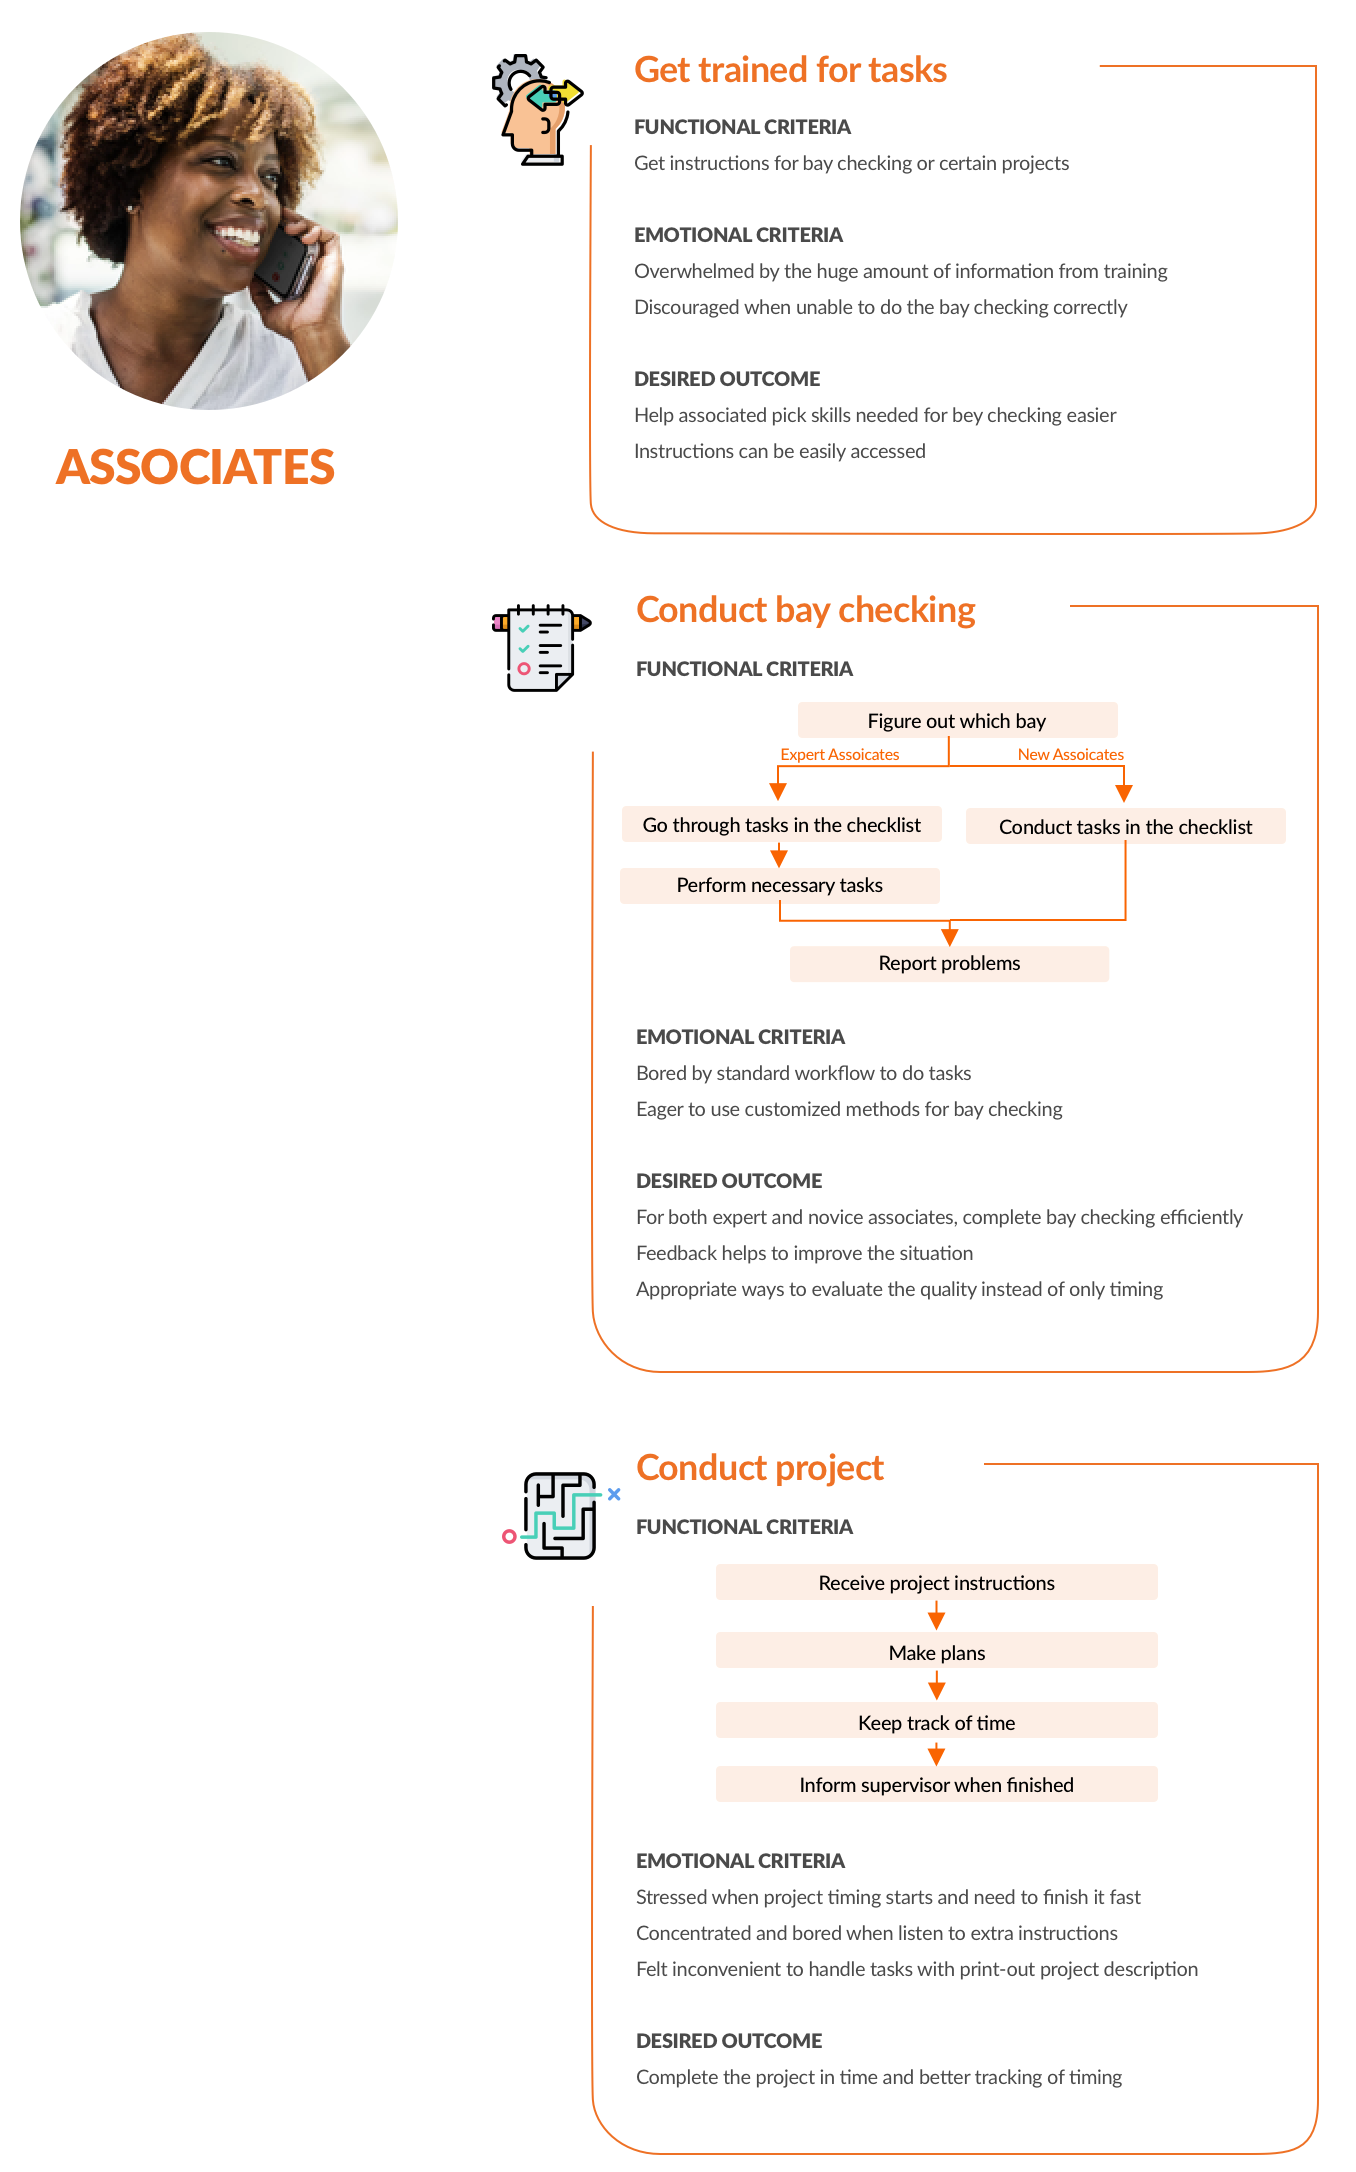 ASSOCIATES
Get trained for tasks
FUNCTIONAL CRITERIA
Get instructions for bay checking or certain projects
EMOTIONAL CRITERIA
Overwhelmed by the huge amount of information from training
Discouraged when unable to do the bay checking correctly
DESIRED OUTCOME
Help associated pick skills needed for bey checking easier
Instructions can be easily accessed
Conduct bay checking
FUNCTIONAL CRITERIA
Figure out which bay
Expert Assoicates
New Assoicates
Go through tasks in the checklist
Conduct tasks in the checklist
Perform necessary tasks
Report problems
EMOTIONAL CRITERIA
Bored by standard workflow to do tasks
Eager to use customized methods for bay checking
DESIRED OUTCOME
For both expert and novice associates, complete bay checking efficiently
Feedback helps to improve the situation
Appropriate ways to evaluate the quality instead of only timing
Conduct project
FUNCTIONAL CRITERIA
Receive project instructions
Make plans
Keep track of time
Inform supervisor when finished
EMOTIONAL CRITERIA
Stressed when project timing starts and need to finish it fast
Concentrated and bored when listen to extra instructions
Felt inconvenient to handle tasks with print-out project description
DESIRED OUTCOME
Complete the project in time and better tracking of timing